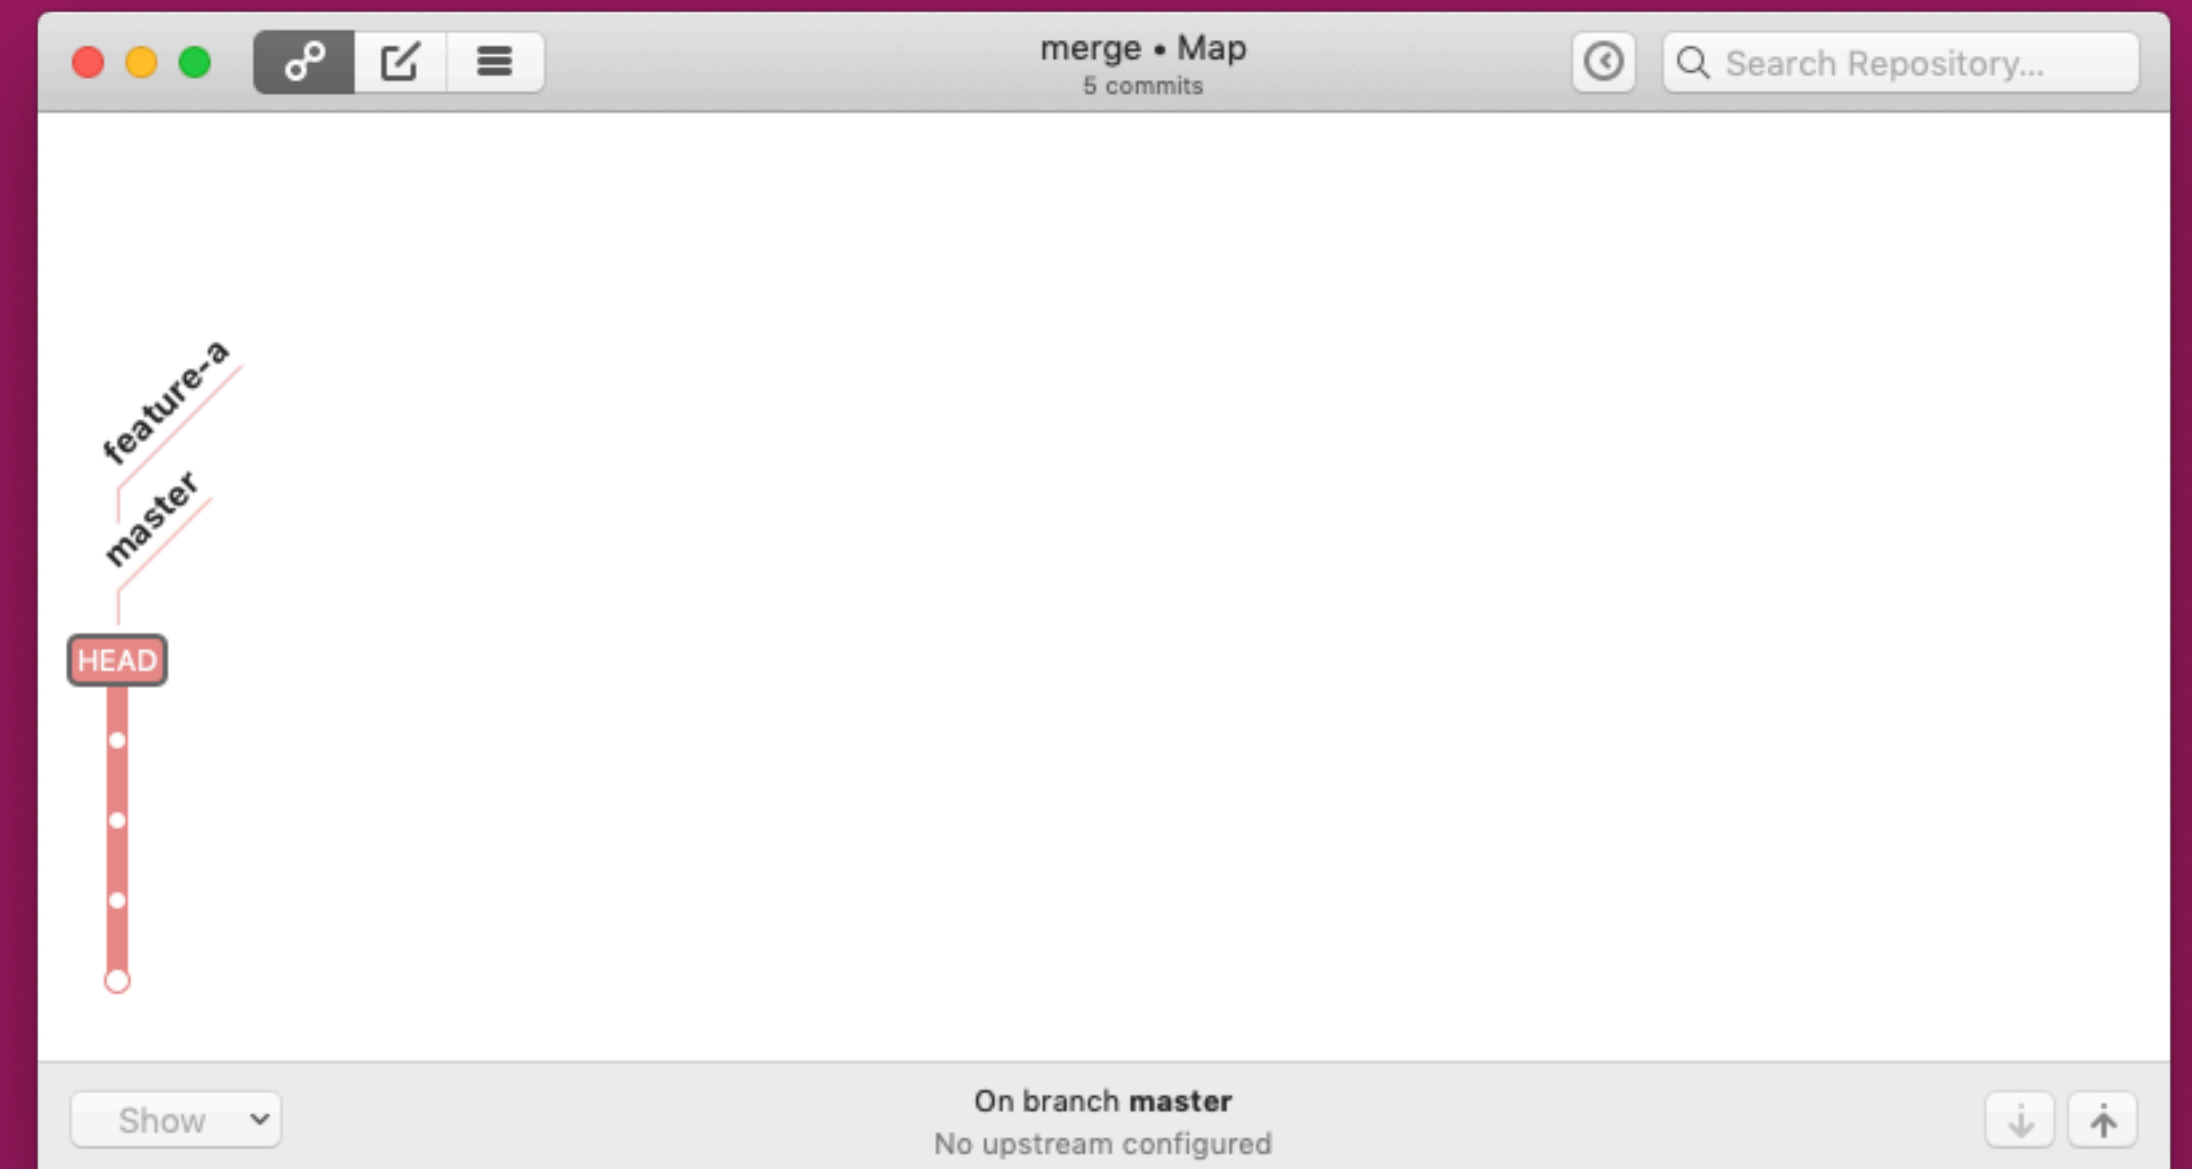 merge • Map
5 commits
Search Repository...
feature-a
master
HEAD
Show
On branch master
No upstream configured